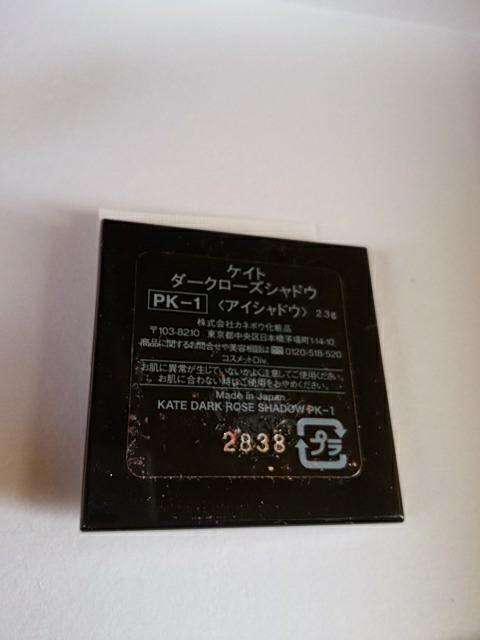 ケイト
ダークローズシャドウ
PK-1 〈アイシャドウ〉 2.3g
株式会社カネボウ化粧品
〒103-8210 東京都中央区日本橋茅場町1-14-10
商品に関するお問合せや美容相談は 0120-518-520
コスメットDiv.
お肌に異常が生じていないかよく注意してご使用ください。
お肌に合わない時はご使用をおやめください。
Made in Japan
KATE DARK ROSE SHADOW PK-1
2838 プラ